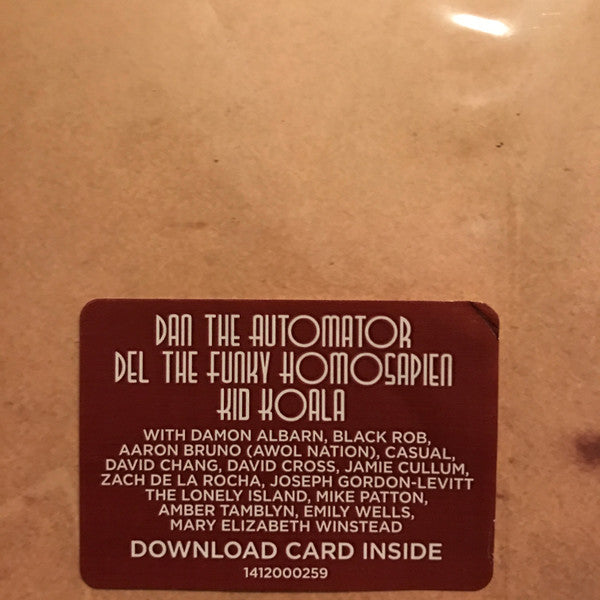 DAN THE AUTOMATOR
DEL THE FUNKY HOMOSAPIEN
KID KOALA
WITH DAMON ALBARN, BLACK ROB,
AARON BRUNO (AWOL NATION), CASUAL,
DAVID CHANG, DAVID CROSS, JAMIE CULLUM,
ZACH DE LA ROCHA, JOSEPH GORDON-LEVITT
THE LONELY ISLAND, MIKE PATTON,
AMBER TAMBLYN, EMILY WELLS,
MARY ELIZABETH WINSTEAD
DOWNLOAD CARD INSIDE
1412000259